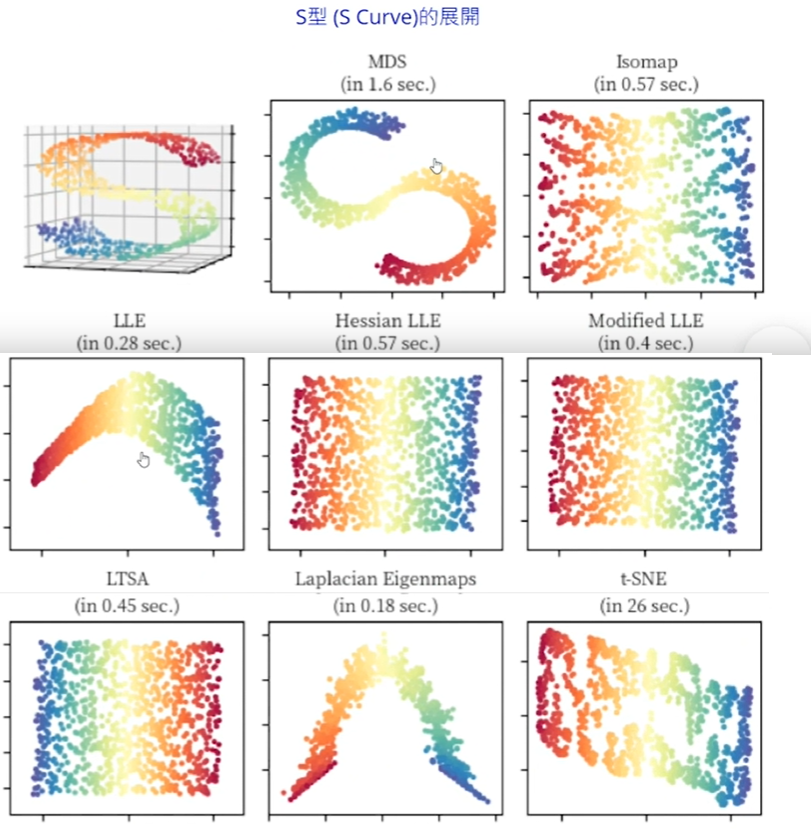 S型 (S Curve)的展開
MDS
(in 1.6 sec.)
Isomap
(in 0.57 sec.)
LLE
(in 0.28 sec.)
Hessian LLE
(in 0.57 sec.)
Modified LLE
(in 0.4 sec.)
LTSA
(in 0.45 sec.)
Laplacian Eigenmaps
(in 0.18 sec.)
t-SNE
(in 26 sec.)